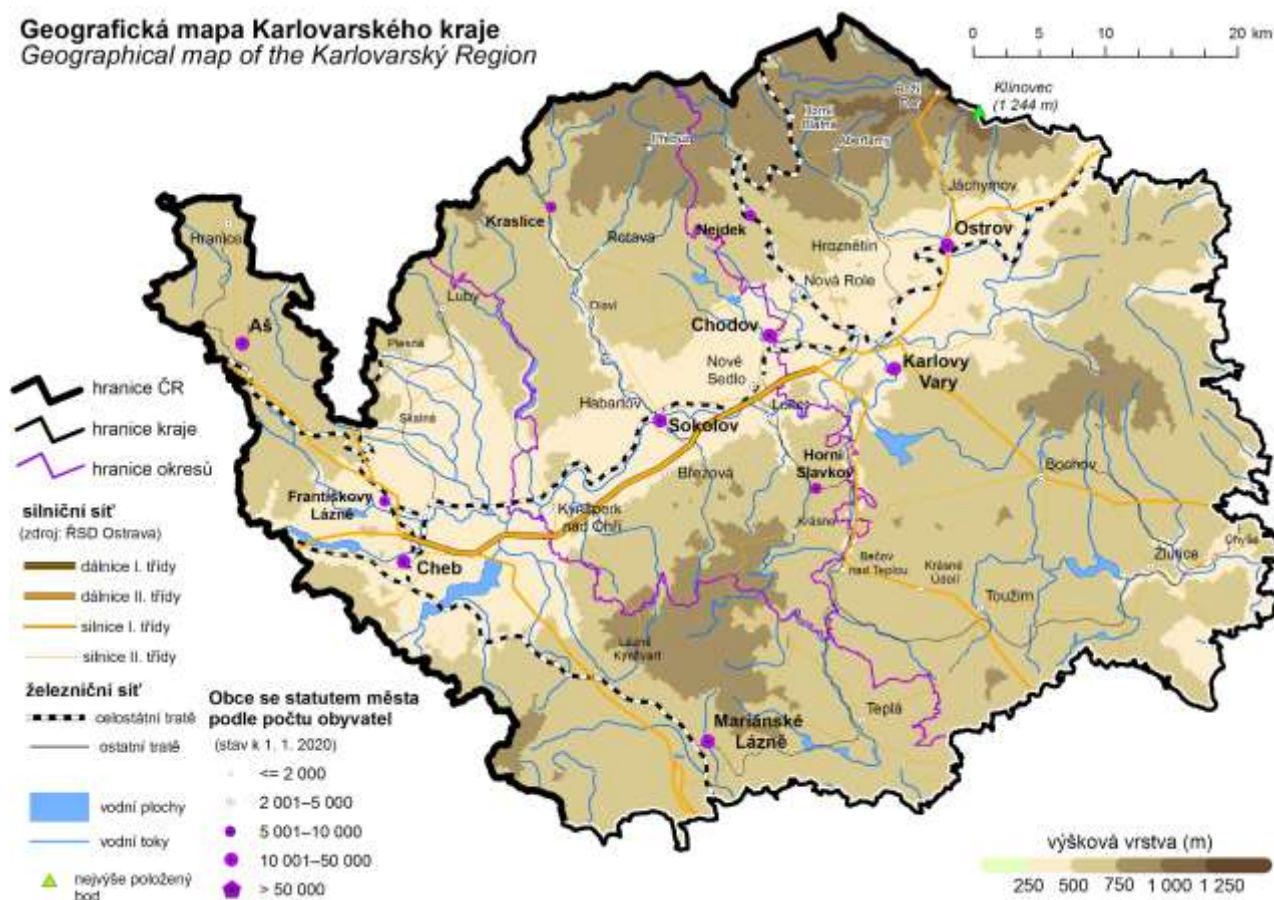 Geografická mapa Karlovarského kraje
Geographical map of the Karlovarský Region
0 5 10 20 km
Klínovec
(1 244 m)
Boží
Dar
Horní
Blatná
Abertamy
Přebuz
Jáchymov
Kraslice
Nejdek
Rotava
Hroznětín
Ostrov
Hranice
Nová Role
Luby
Oloví
Aš
Chodov
Plesná
Nové
Sedlo
Karlovy
Vary
hranice ČR
hranice kraje
hranice okresů
Skalná
Habartov
Loket
Sokolov
Horní
Slavkov
Březová
Bochov
Františkovy
Lázně
Kynšperk
nad Ohří
Krásno
Cheb
Bečov
nad Teplou
Krásné
Údolí
Žlutice
Chyše
Toužim
Lázně
Kynžvart
Teplá
Mariánské
Lázně
silniční síť
(zdroj: ŘSD Ostrava)
dálnice I. třídy
dálnice II. třídy
silnice I. třídy
silnice II. třídy
železniční síť
celostátní tratě
ostatní tratě
vodní plochy
vodní toky
nejvýše položený
bod
Obce se statutem města
podle počtu obyvatel
(stav k 1. 1. 2020)
<= 2 000
2 001–5 000
5 001–10 000
10 001–50 000
> 50 000
výšková vrstva (m)
250 500 750 1 000 1 250